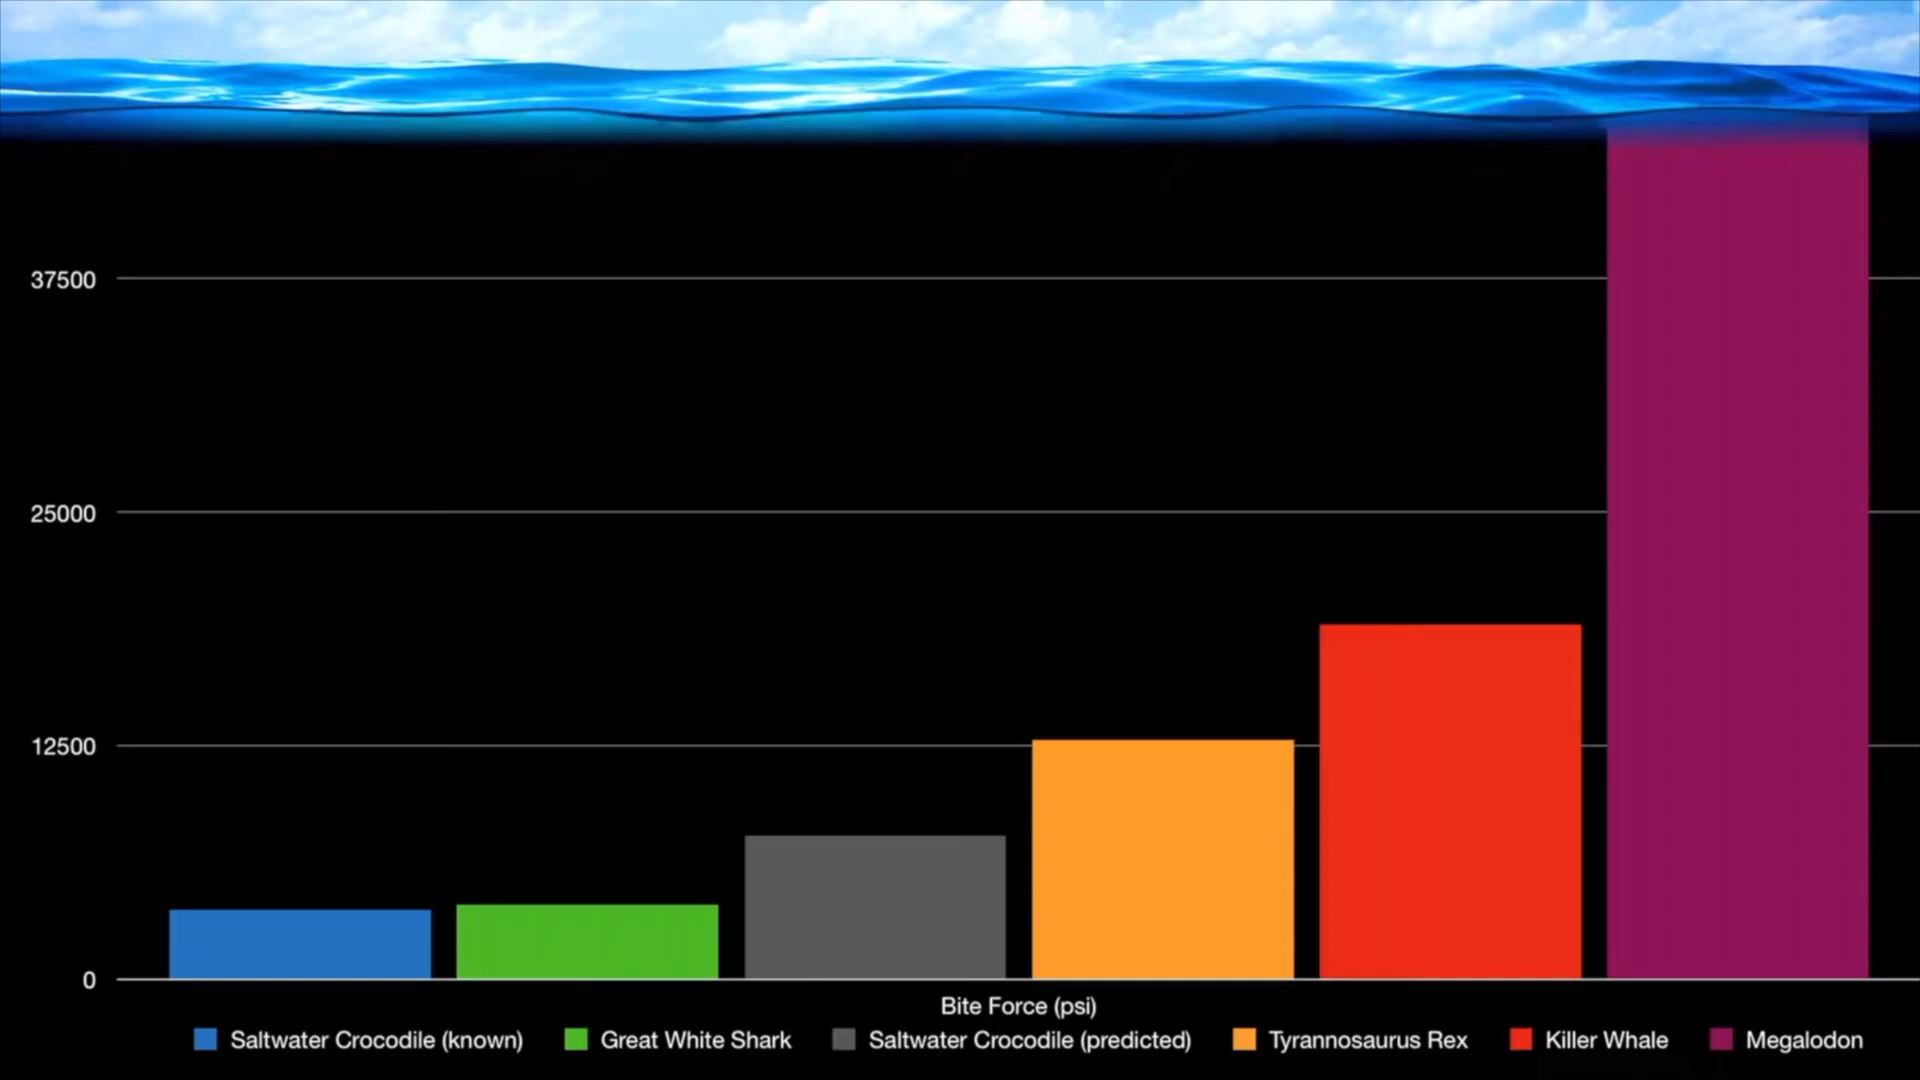 37500
25000
12500
0
Bite Force (psi)
Saltwater Crocodile (known) Great White Shark Saltwater Crocodile (predicted) Tyrannosaurus Rex Killer Whale Megalodon